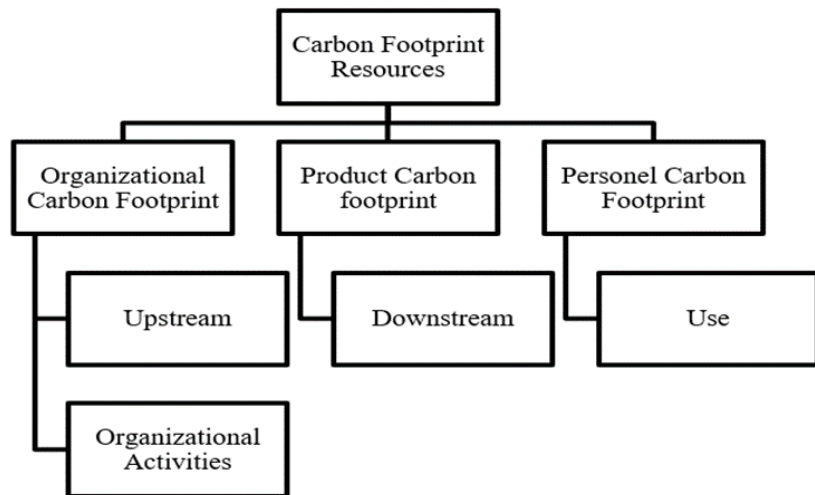 Carbon Footprint
Resources
Organizational
Carbon Footprint
Product Carbon
footprint
Personel Carbon
Footprint
Upstream
Downstream
Use
Organizational
Activities